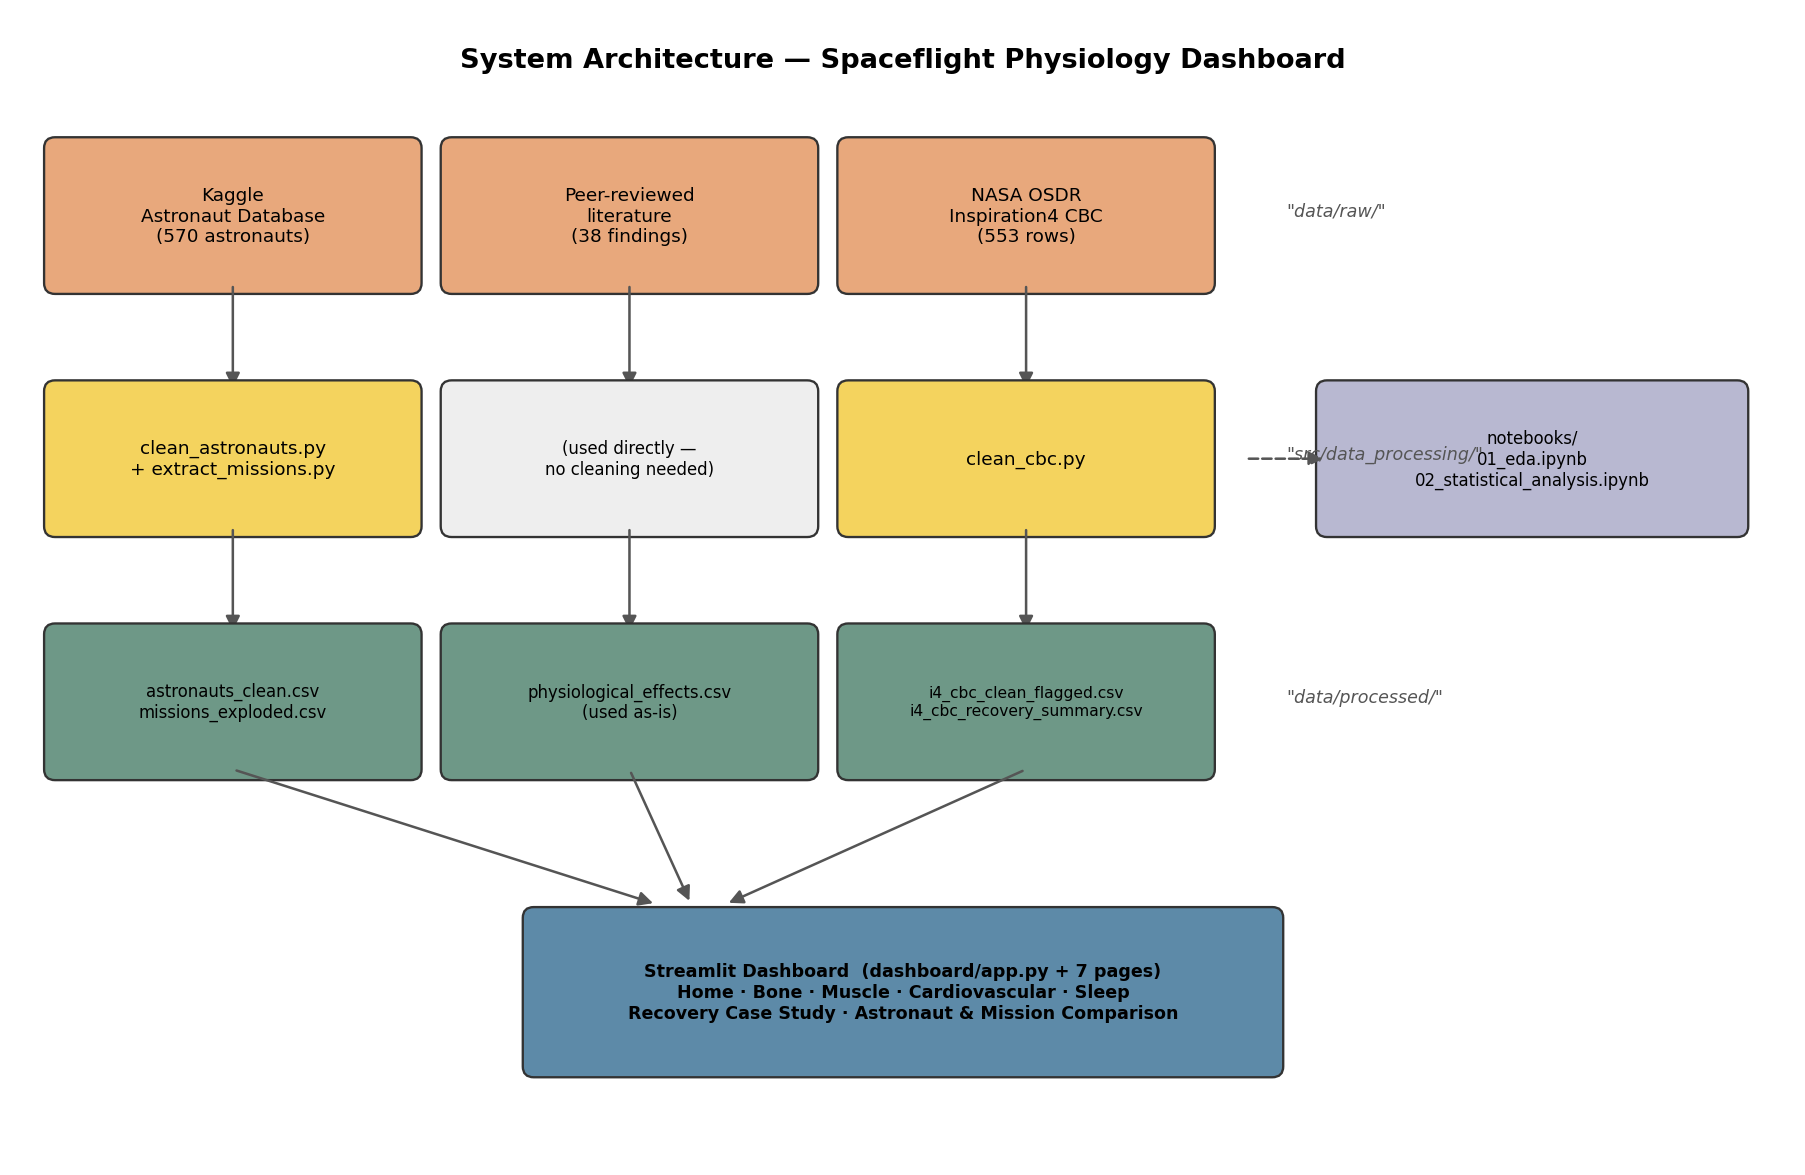 System Architecture — Spaceflight Physiology Dashboard
Kaggle
Astronaut Database
(570 astronauts)
Peer-reviewed
literature
(38 findings)
NASA OSDR
Inspiration4 CBC
(553 rows)
"data/raw/"
clean_astronauts.py
+ extract_missions.py
(used directly —
no cleaning needed)
clean_cbc.py
"src/data_processing/"
notebooks/
01_eda.ipynb
02_statistical_analysis.ipynb
astronauts_clean.csv
missions_exploded.csv
physiological_effects.csv
(used as-is)
i4_cbc_clean_flagged.csv
i4_cbc_recovery_summary.csv
"data/processed/"
Streamlit Dashboard  (dashboard/app.py + 7 pages)
Home · Bone · Muscle · Cardiovascular · Sleep
Recovery Case Study · Astronaut & Mission Comparison